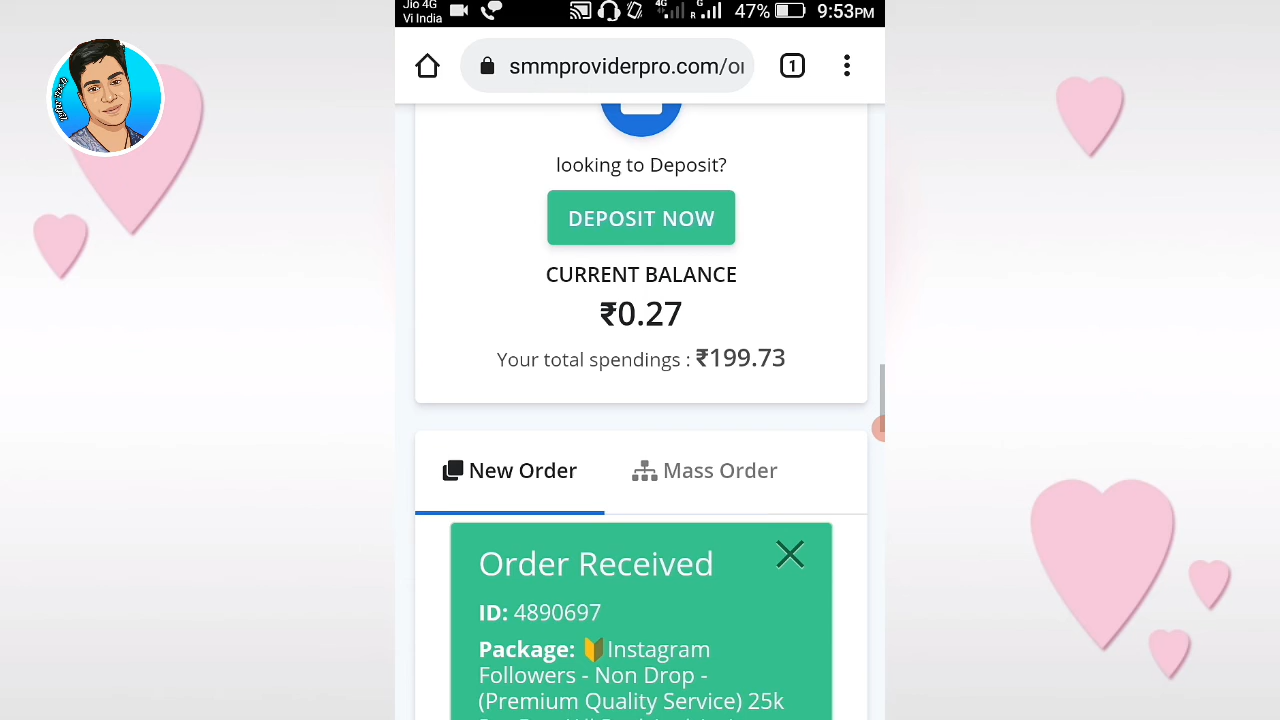 Jio 4G
Vi India
4G
R G
47%
9:53PM
smmproviderpro.com/or
1
looking to Deposit?
DEPOSIT NOW
CURRENT BALANCE
₹0.27
Your total spendings : ₹199.73
New Order
Mass Order
Order Received
ID: 4890697
Package: 🔰Instagram
Followers - Non Drop -
(Premium Quality Service) 25k